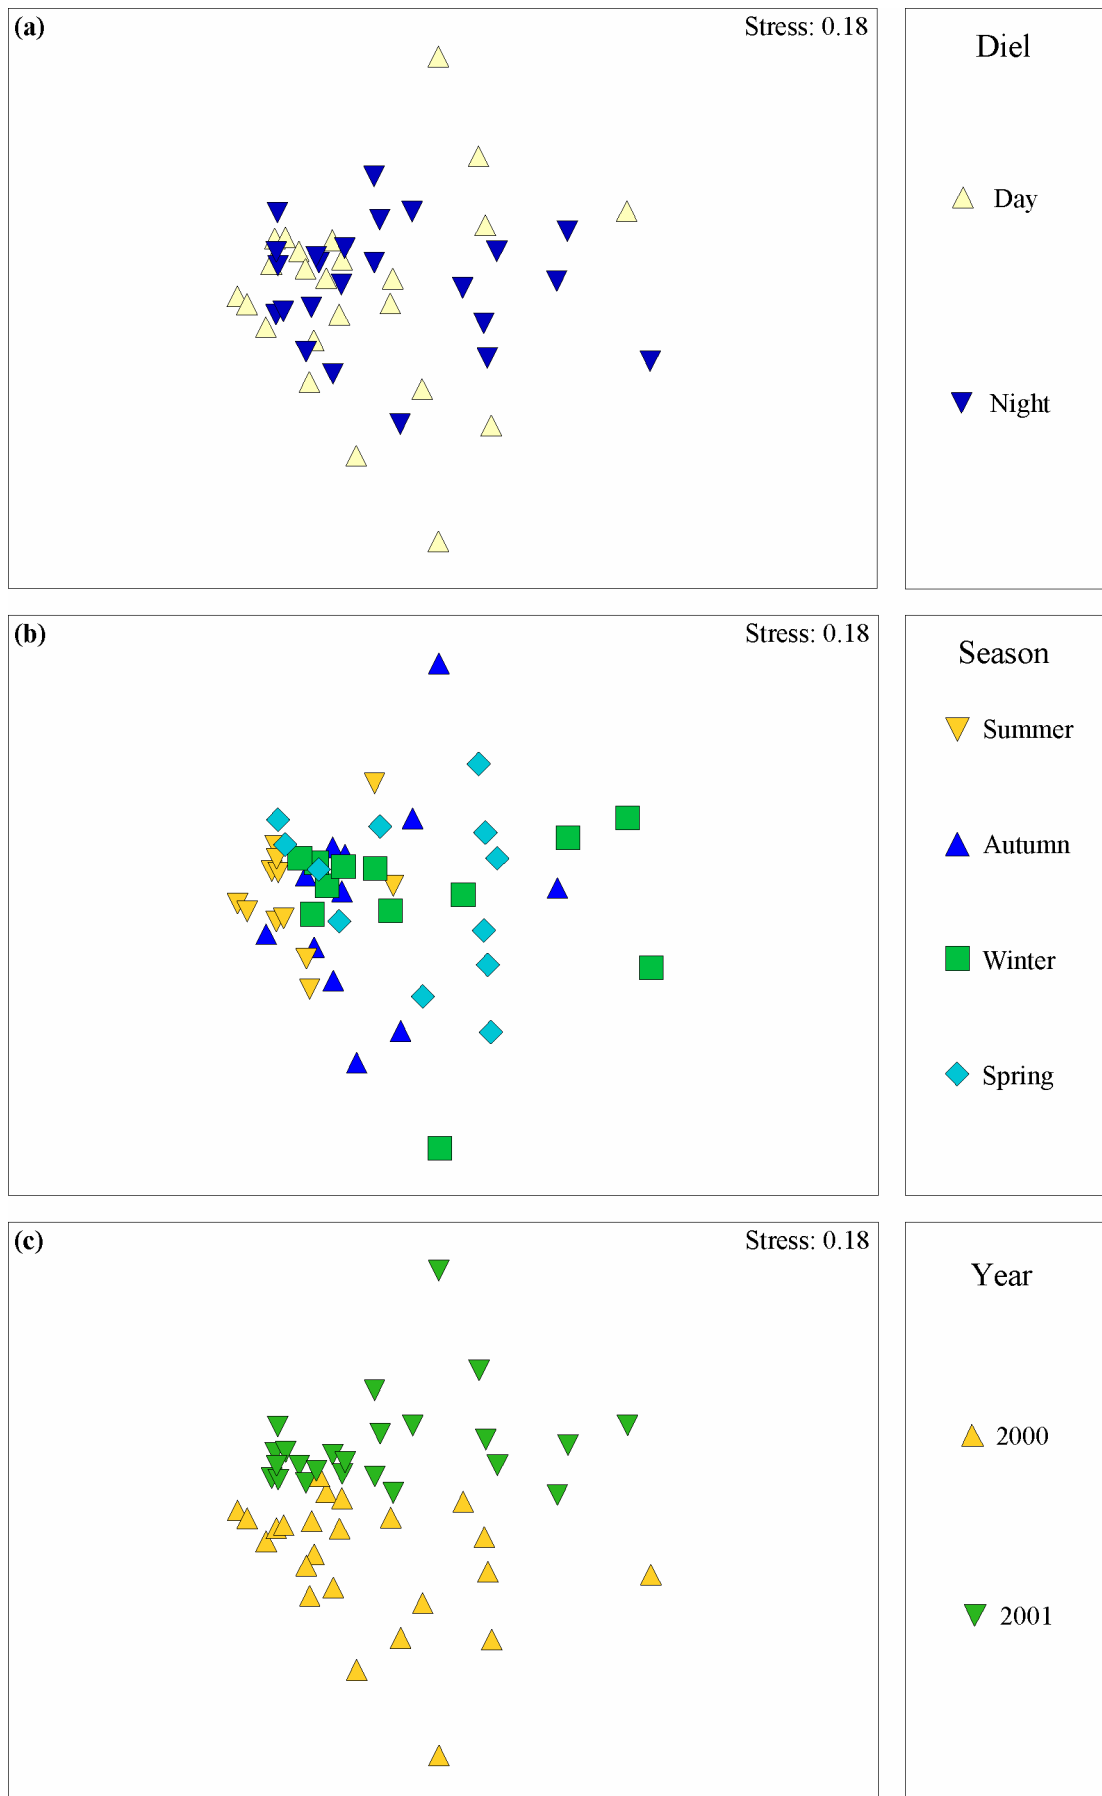 (a)
Stress: 0.18
Diel
Day
Night
(b)
Stress: 0.18
Season
Summer
Autumn
Winter
Spring
(c)
Stress: 0.18
Year
2000
2001